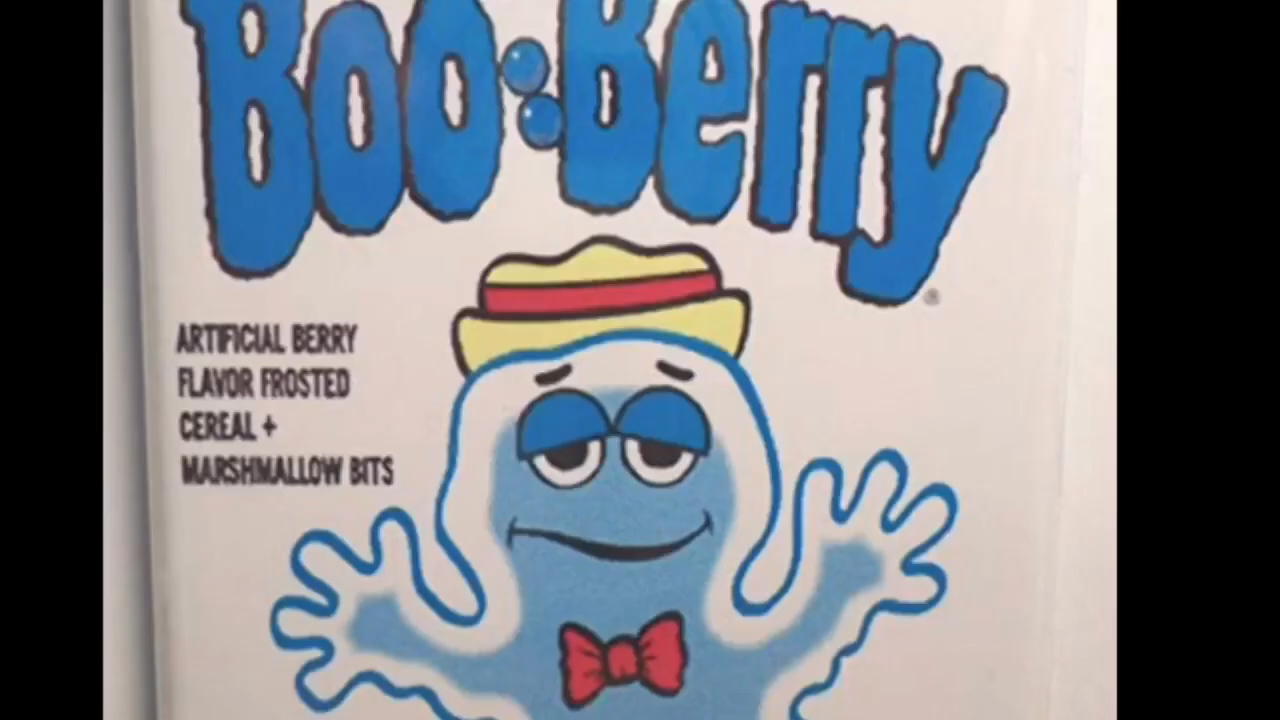 Boo Berry®
ARTIFICIAL BERRY
FLAVOR FROSTED
CEREAL +
MARSHMALLOW BITS